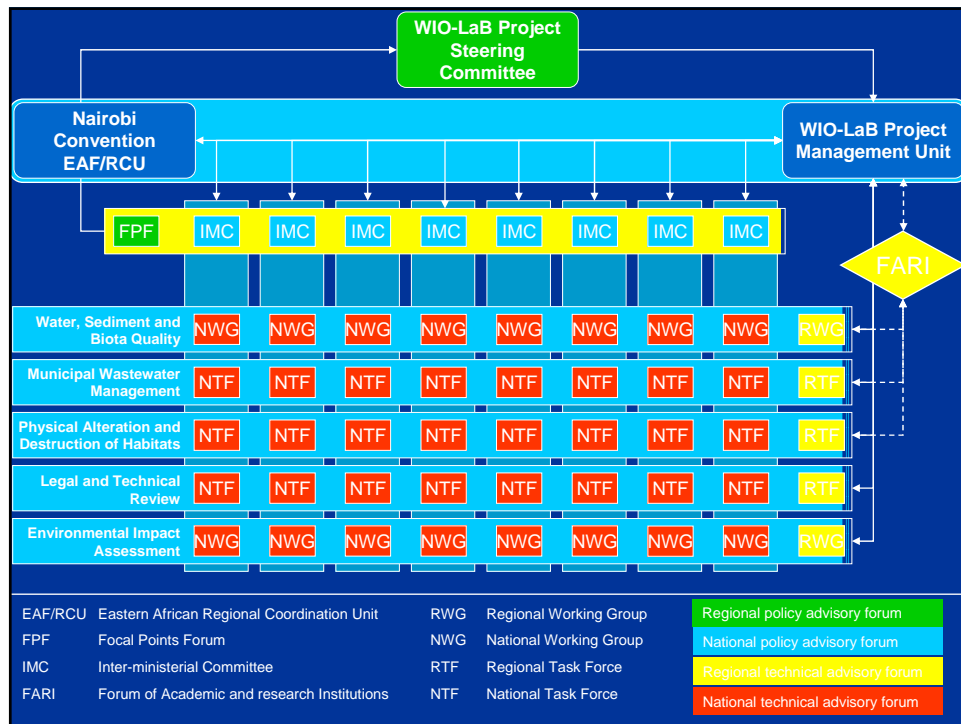 WIO-LaB Project
Steering
Committee
Nairobi
Convention
EAF/RCU
WIO-LaB Project
Management Unit
FPF IMC IMC IMC IMC IMC IMC IMC IMC
FARI
Water, Sediment and
Biota Quality
NWG NWG NWG NWG NWG NWG NWG NWG RWG
Municipal Wastewater
Management
NTF NTF NTF NTF NTF NTF NTF NTF RTF
Physical Alteration and
Destruction of Habitats
NTF NTF NTF NTF NTF NTF NTF NTF RTF
Legal and Technical
Review
NTF NTF NTF NTF NTF NTF NTF NTF RTF
Environmental Impact
Assessment
NWG NWG NWG NWG NWG NWG NWG NWG RWG
EAF/RCU Eastern African Regional Coordination Unit
FPF Focal Points Forum
IMC Inter-ministerial Committee
FARI Forum of Academic and research Institutions
RWG Regional Working Group
NWG National Working Group
RTF Regional Task Force
NTF National Task Force
Regional policy advisory forum
National policy advisory forum
Regional technical advisory forum
National technical advisory forum